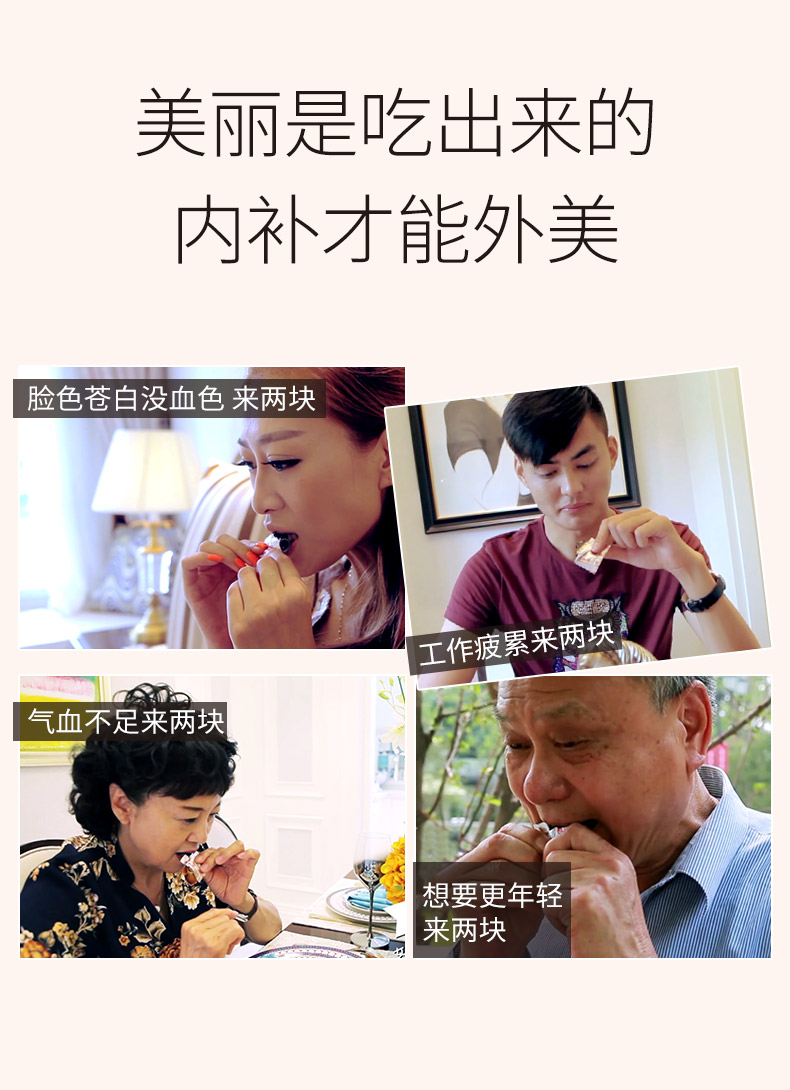 美丽是吃出来的
内补才能外美
脸色苍白没血色 来两块
工作疲累来两块
气血不足来两块
想要更年轻
来两块